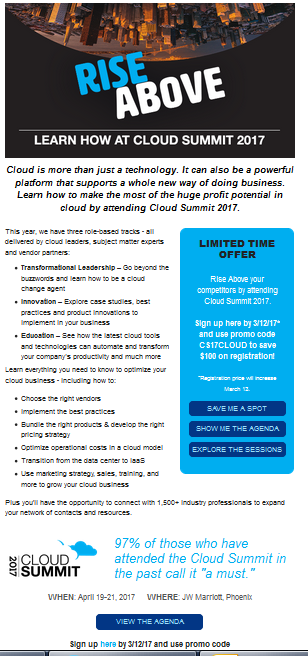 RISE
ABOVE
LEARN HOW AT CLOUD SUMMIT 2017
Cloud is more than just a technology. It can also be a powerful
platform that supports a whole new way of doing business.
Learn how to make the most of the huge profit potential in
cloud by attending Cloud Summit 2017.
This year, we have three role-based tracks - all
delivered by cloud leaders, subject matter experts
and vendor partners:
• Transformational Leadership – Go beyond the
buzzwords and learn how to be a cloud
change agent
• Innovation – Explore case studies, best
practices and product innovations to
implement in your business
• Education – See how the latest cloud tools
and technologies can automate and transform
your company's productivity and much more
Learn everything you need to know to optimize your
cloud business - including how to:
• Choose the right vendors
• Implement the best practices
• Bundle the right products & develop the right
pricing strategy
• Optimize operational costs in a cloud model
• Transition from the data center to IaaS
• Use marketing strategy, sales, training, and
more to grow your cloud business
LIMITED TIME
OFFER
Rise Above your
competitors by attending
Cloud Summit 2017.
Sign up here by 3/12/17*
and use promo code
CS17CLOUD to save
$100 on registration!
*Registration price will increase
March 13.
SAVE ME A SPOT
SHOW ME THE AGENDA
EXPLORE THE SESSIONS
Plus you'll have the opportunity to connect with 1,500+ industry professionals to expand
your network of contacts and resources.
2017 CLOUD
SUMMIT
97% of those who have
attended the Cloud Summit in
the past call it "a must."
WHEN: April 19-21, 2017 WHERE: JW Marriott, Phoenix
VIEW THE AGENDA
Sign up here by 3/12/17 and use promo code